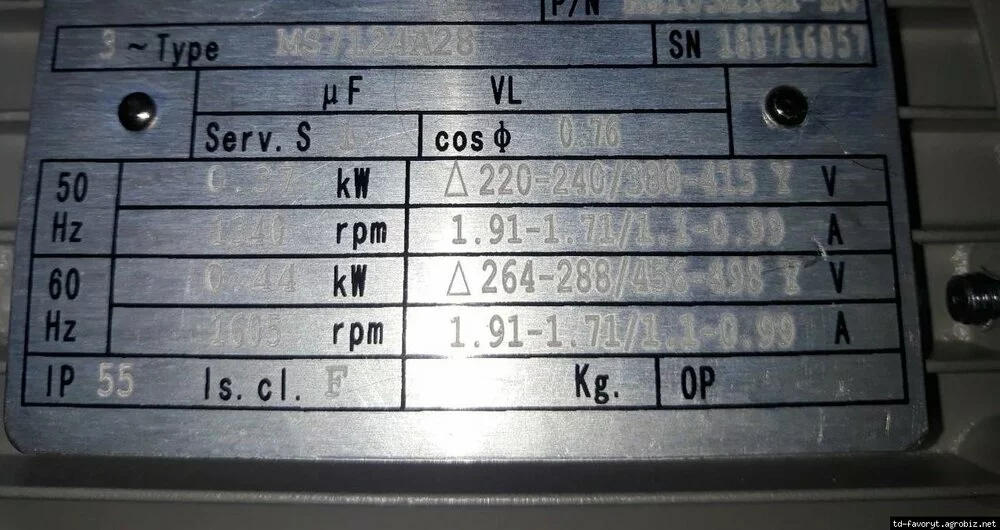 P/N
3 ~ Type MS7124A28 SN 180716857
µF VL
Serv. S 1 cos ϕ 0.76
50 Hz 0.37 kW Δ 220-240/380-415 Y V
1340 rpm 1.91-1.71/1.1-0.99 A
60 Hz 0.44 kW Δ 264-288/456-498 Y V
1605 rpm 1.91-1.71/1.1-0.99 A
IP 55 Is. cl. F Kg. OP
td-favoryt.agrobiz.net